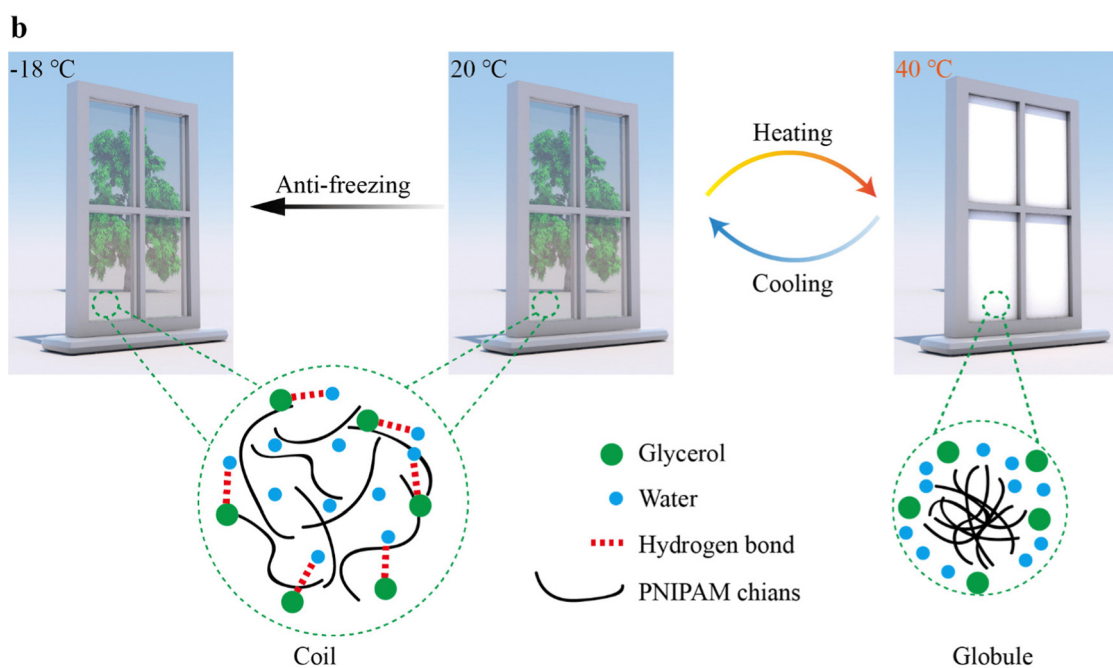 b
-18 ℃
20 ℃
40 ℃
Anti-freezing
Heating
Cooling
Glycerol
Water
Hydrogen bond
PNIPAM chians
Coil
Globule